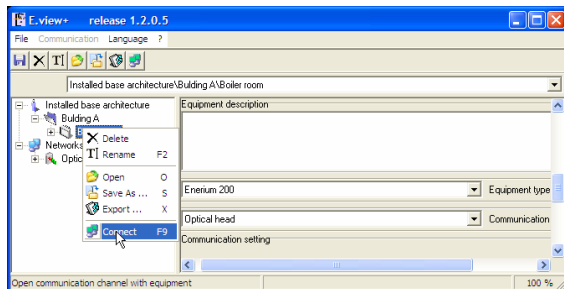 E.view+ release 1.2.0.5
File Communication Language ?
Installed base architecture\Bulding A\Boiler room
Installed base architecture
Bulding A
B
Networks
Optic
Delete
Rename F2
Open O
Save As ... S
Export ... X
Connect F9
Equipment description
Enerium 200
Equipment type
Optical head
Communication
Communication setting
Open communication channel with equipment
100 %